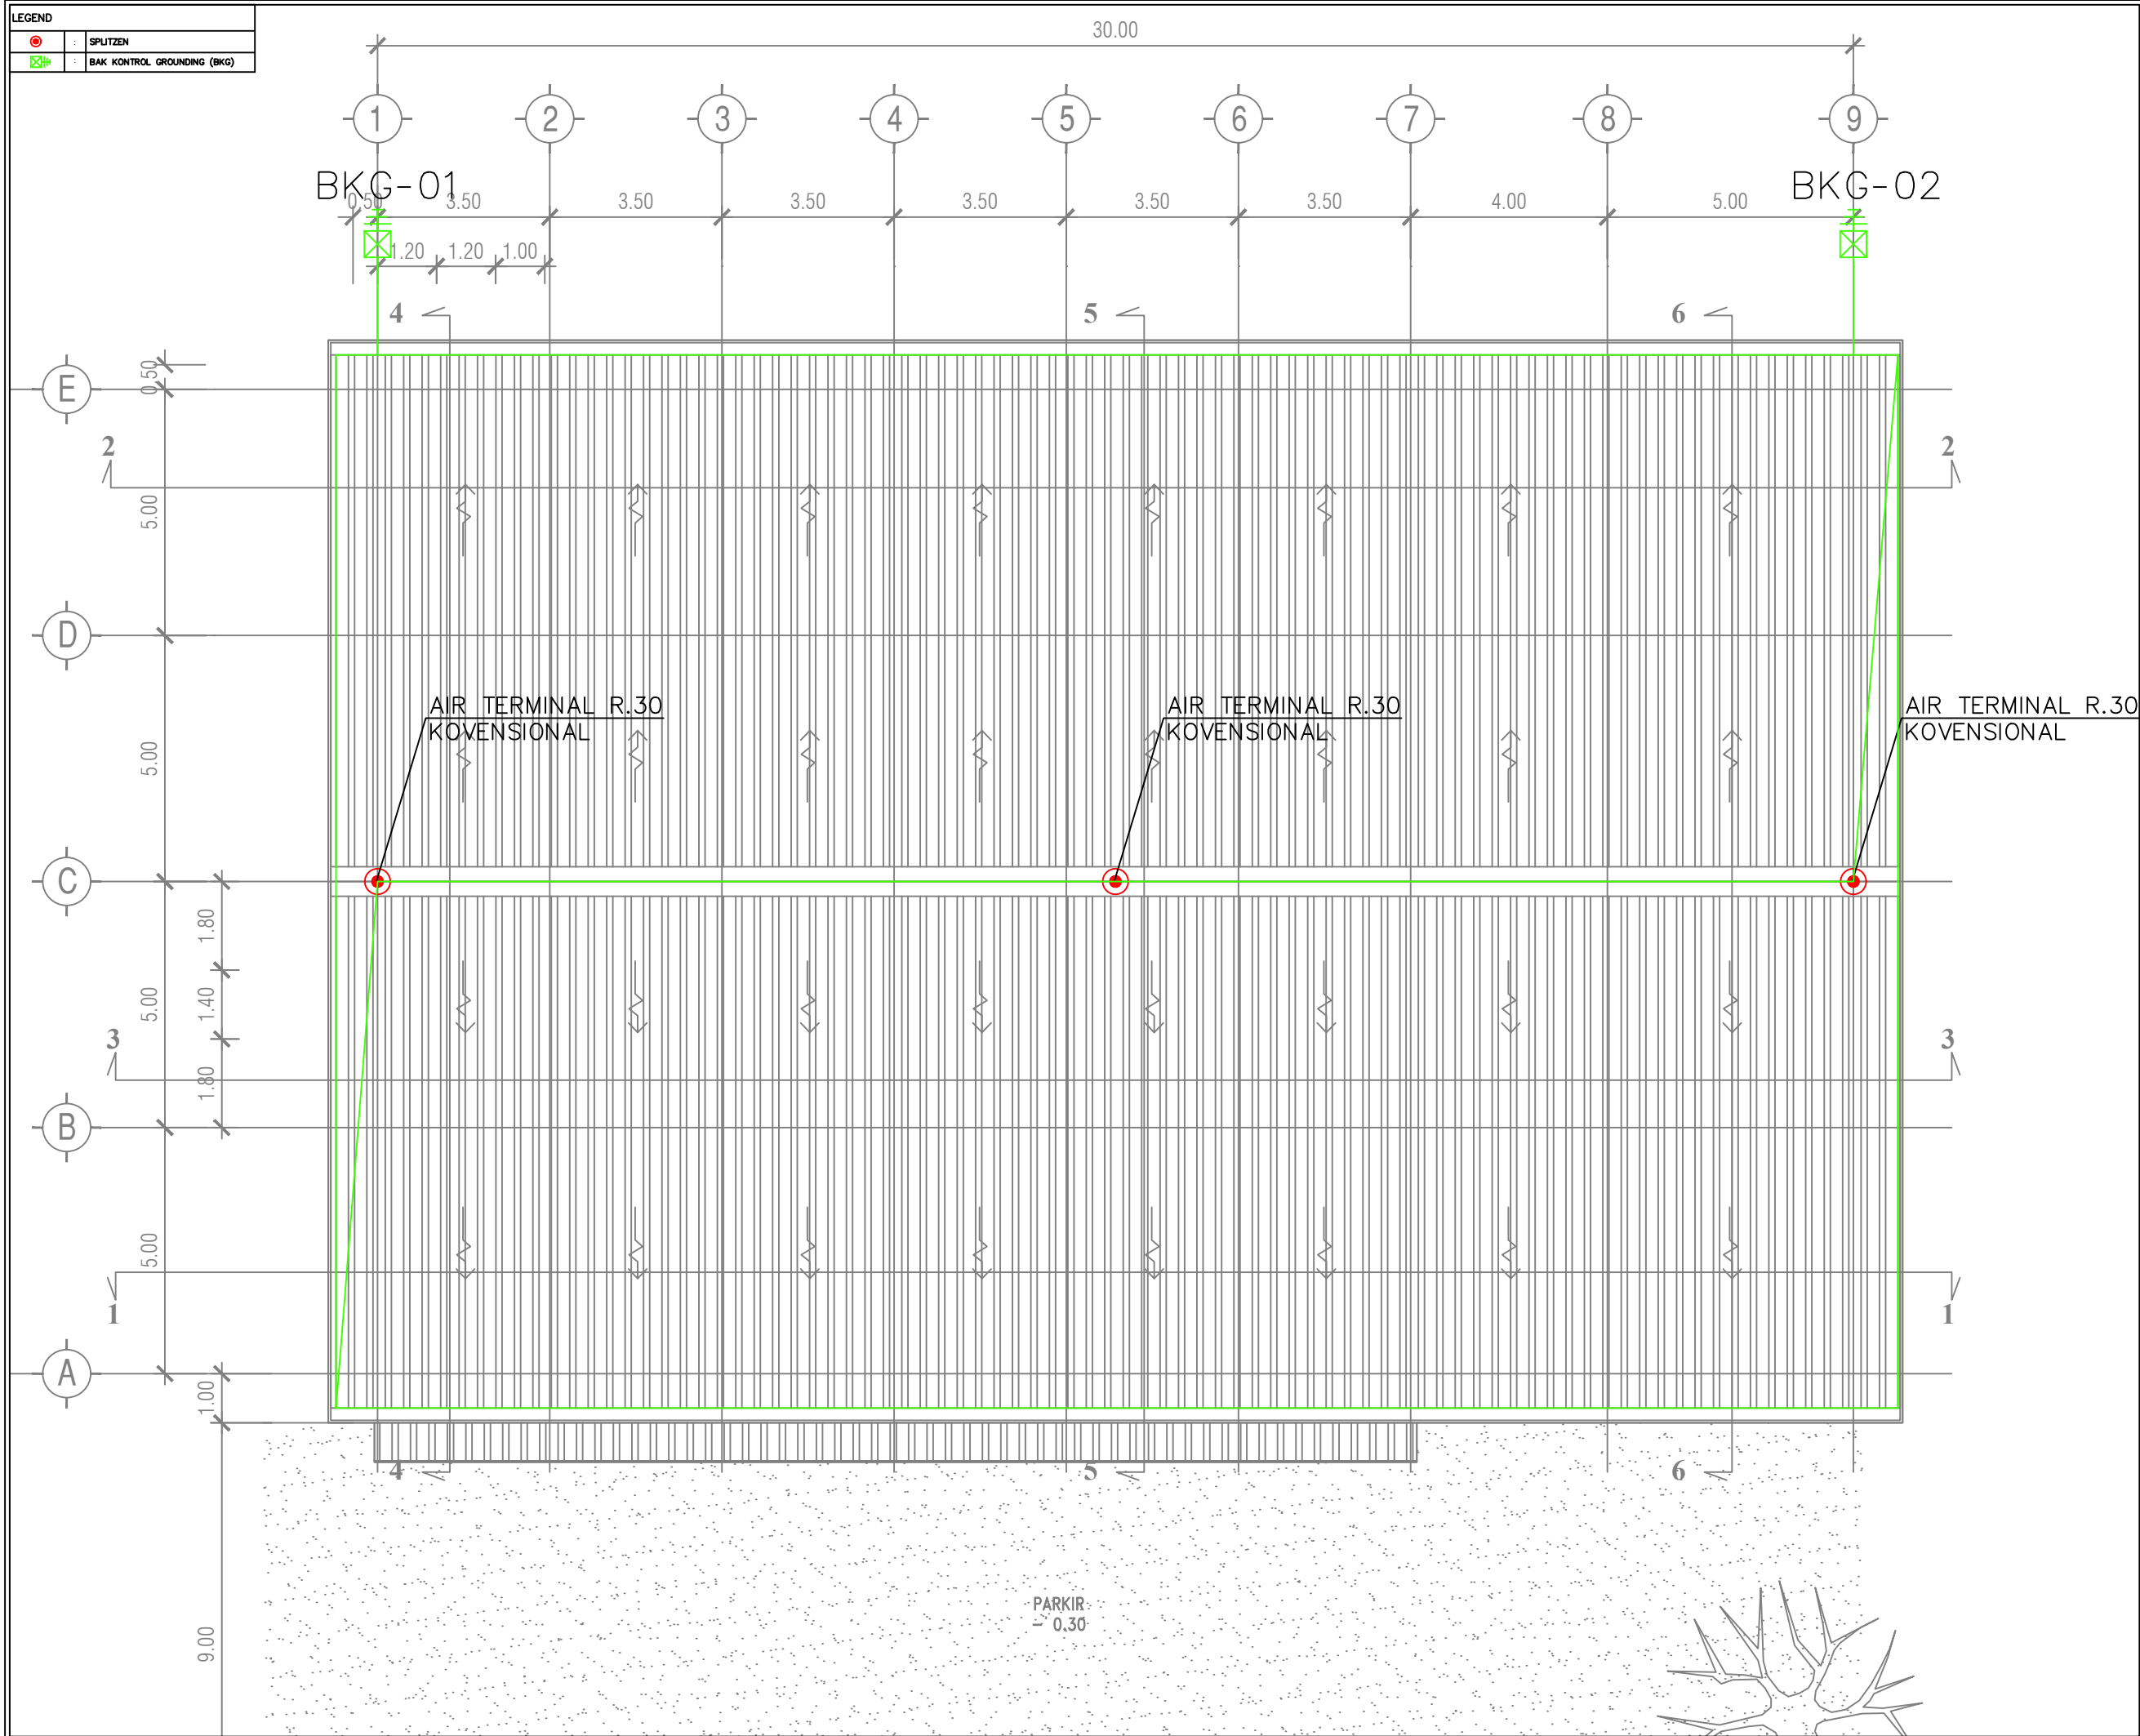 LEGEND
: SPLITZEN
: BAK KONTROL GROUNDING (BKG)
30.00
1 2 3 4 5 6 7 8 9
BKG-01 BKG-02
0.50 3.50 3.50 3.50 3.50 3.50 3.50 4.00 5.00
1.20 1.20 1.00
4 5 6
0.50
E
2 2
5.00
D
AIR TERMINAL R.30 AIR TERMINAL R.30 AIR TERMINAL R.30
KOVENSIONAL KOVENSIONAL KOVENSIONAL
5.00
C
1.80
5.00 1.40
3 3
1.80
B
5.00
1 1
A
1.00
4 5 6
PARKIR
- 0.30
9.00